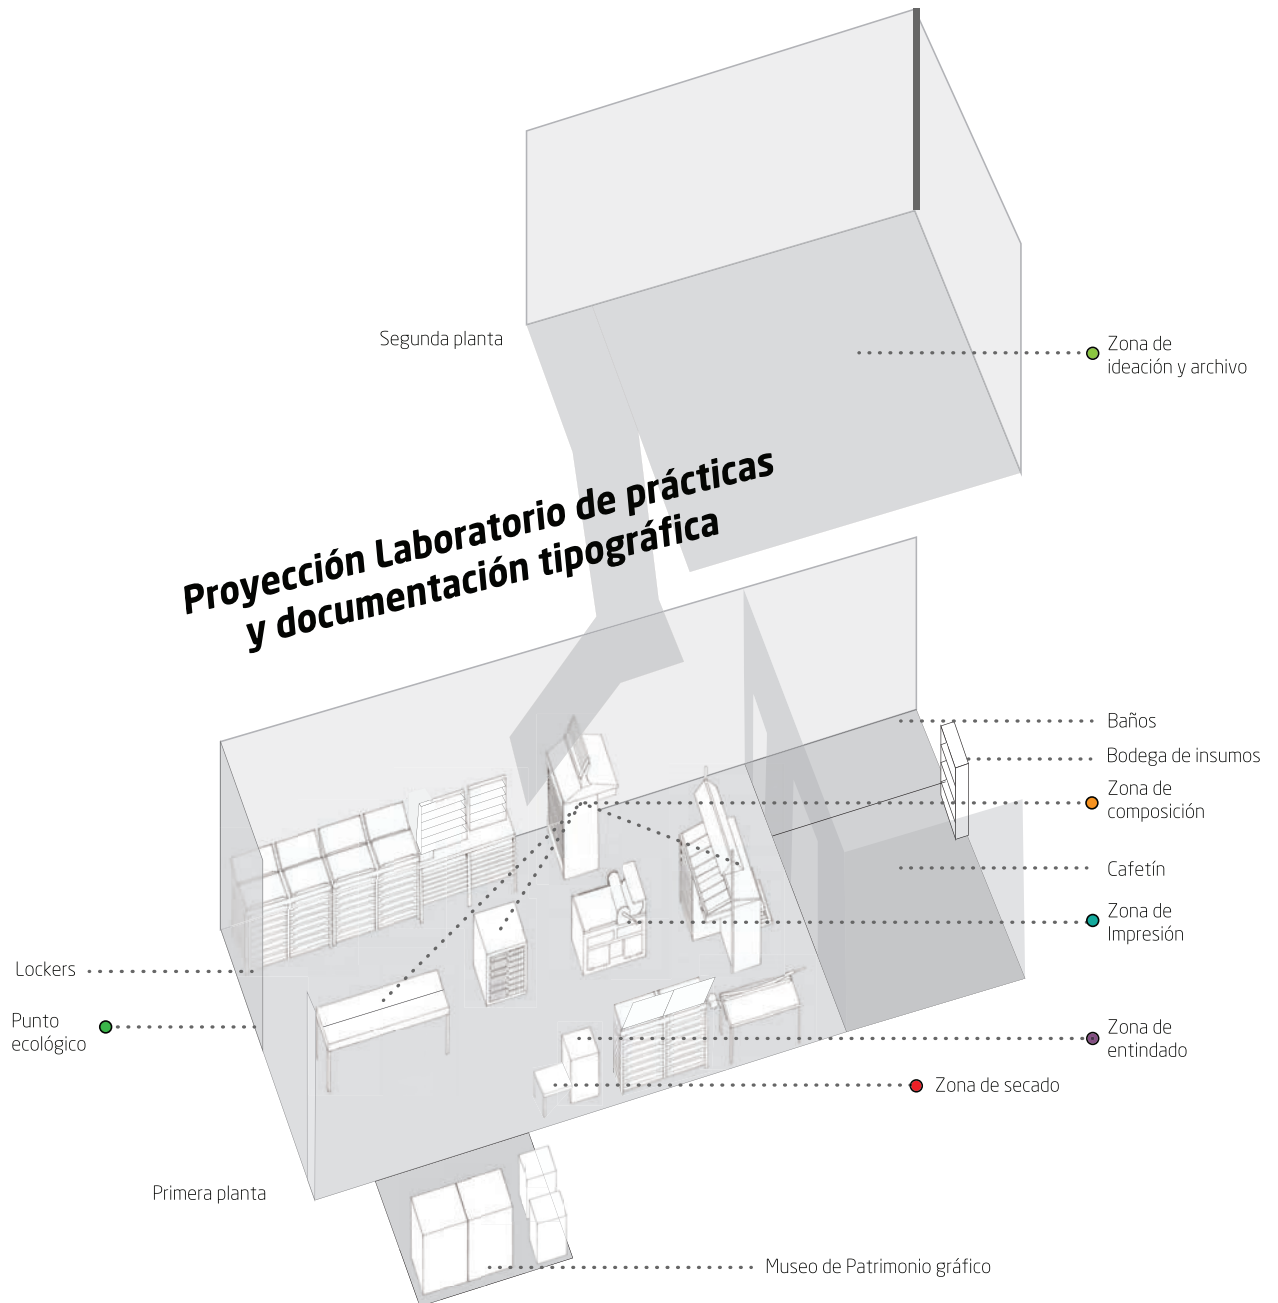 Segunda planta
Zona de
ideación y archivo
Proyección Laboratorio de prácticas
y documentación tipográfica
Baños
Bodega de insumos
Zona de
composición
Cafetín
Zona de
Impresión
Lockers
Punto
ecológico
Zona de
entindado
Zona de secado
Primera planta
Museo de Patrimonio gráfico